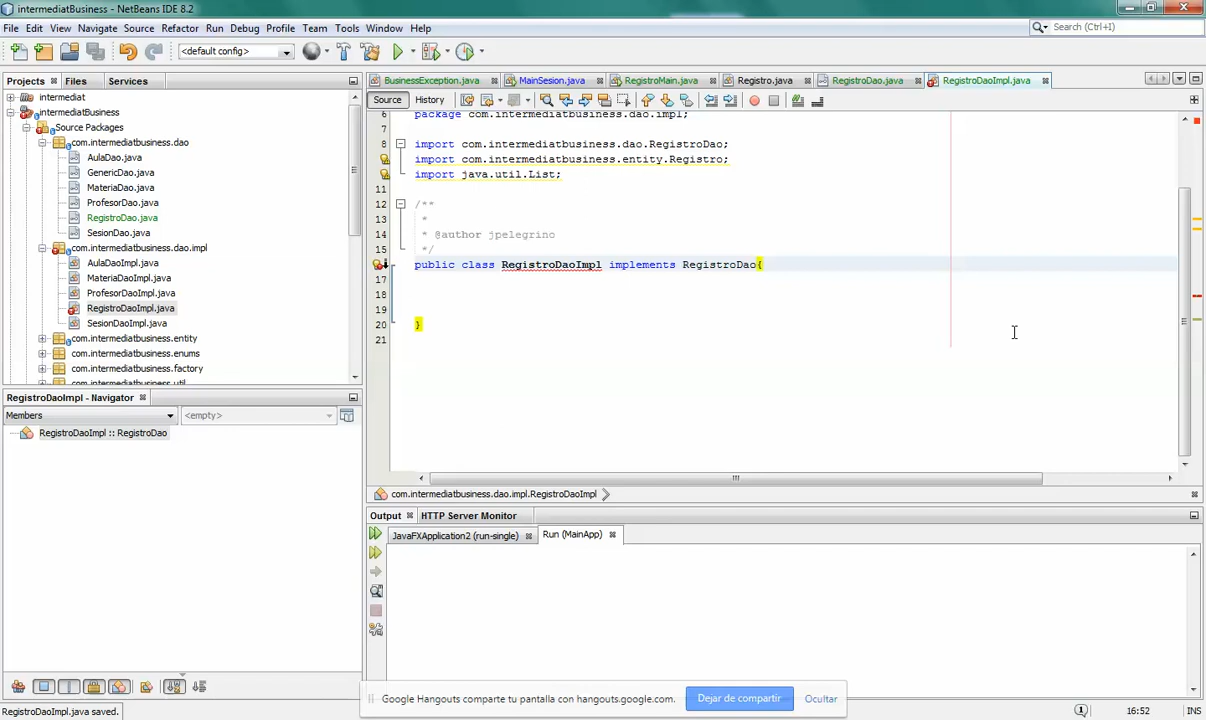 intermediatBusiness - NetBeans IDE 8.2
File Edit View Navigate Source Refactor Run Debug Profile Team Tools Window Help
Search (Ctrl+I)
<default config>
Projects Files Services
intermediat
intermediatBusiness
Source Packages
com.intermediatbusiness.dao
AulaDao.java
GenericDao.java
MateriaDao.java
ProfesorDao.java
RegistroDao.java
SesionDao.java
com.intermediatbusiness.dao.impl
AulaDaoImpl.java
MateriaDaoImpl.java
ProfesorDaoImpl.java
RegistroDaoImpl.java
SesionDaoImpl.java
com.intermediatbusiness.entity
com.intermediatbusiness.enums
com.intermediatbusiness.factory
com.intermediatbusiness.util
RegistroDaoImpl - Navigator
Members
<empty>
RegistroDaoImpl :: RegistroDao
BusinessException.java MainSesion.java RegistroMain.java Registro.java RegistroDao.java RegistroDaoImpl.java
Source History
6 package com.intermediatbusiness.dao.impl;
7
8 import com.intermediatbusiness.dao.RegistroDao;
import com.intermediatbusiness.entity.Registro;
import java.util.List;
11
12 /**
13 *
14 * @author jpelegrino
15 */
public class RegistroDaoImpl implements RegistroDao{
17
18
19
20 }
21
com.intermediatbusiness.dao.impl.RegistroDaoImpl
Output HTTP Server Monitor
JavaFXApplication2 (run-single) Run (MainApp)
Google Hangouts comparte tu pantalla con hangouts.google.com. Dejar de compartir Ocultar
RegistroDaoImpl.java saved.
1 16:52 INS